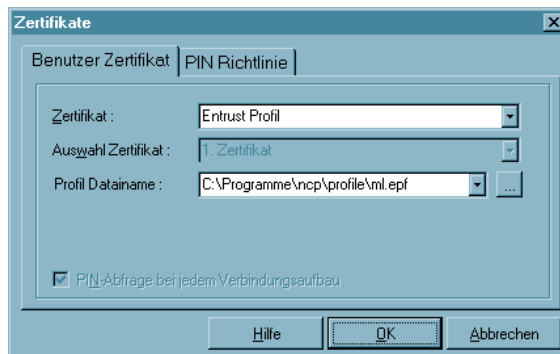 Zertifikate
Benutzer Zertifikat PIN Richtlinie
Zertifikat : Entrust Profil
Auswahl Zertifikat : 1. Zertifikat
Profil Dateiname : C:\Programme\ncp\profile\ml.epf ...
PIN-Abfrage bei jedem Verbindungsaufbau
Hilfe OK Abbrechen